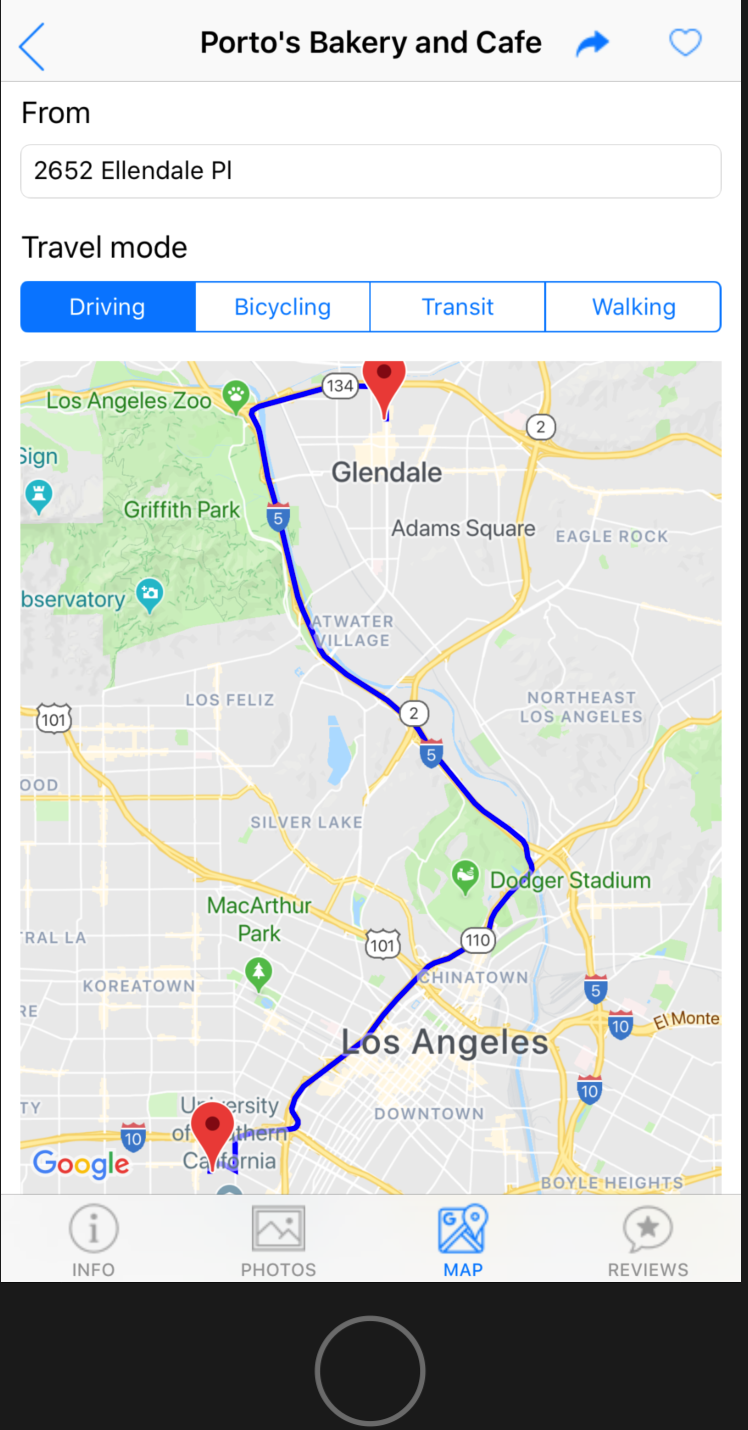 Porto's Bakery and Cafe
From
2652 Ellendale Pl
Travel mode
Driving
Bicycling
Transit
Walking
134
Los Angeles Zoo
2
Sign
Glendale
Griffith Park
5
Adams Square
EAGLE ROCK
bservatory
ATWATER
VILLAGE
LOS FELIZ
NORTHEAST
LOS ANGELES
101
2
5
OOD
SILVER LAKE
Dodger Stadium
MacArthur
Park
TRAL LA
101
110
CHINATOWN
KOREATOWN
5
RE
10
El Monte
Los Angeles
10
TY
University
of Southern
California
DOWNTOWN
10
Google
BOYLE HEIGHTS
INFO
PHOTOS
G
MAP
REVIEWS